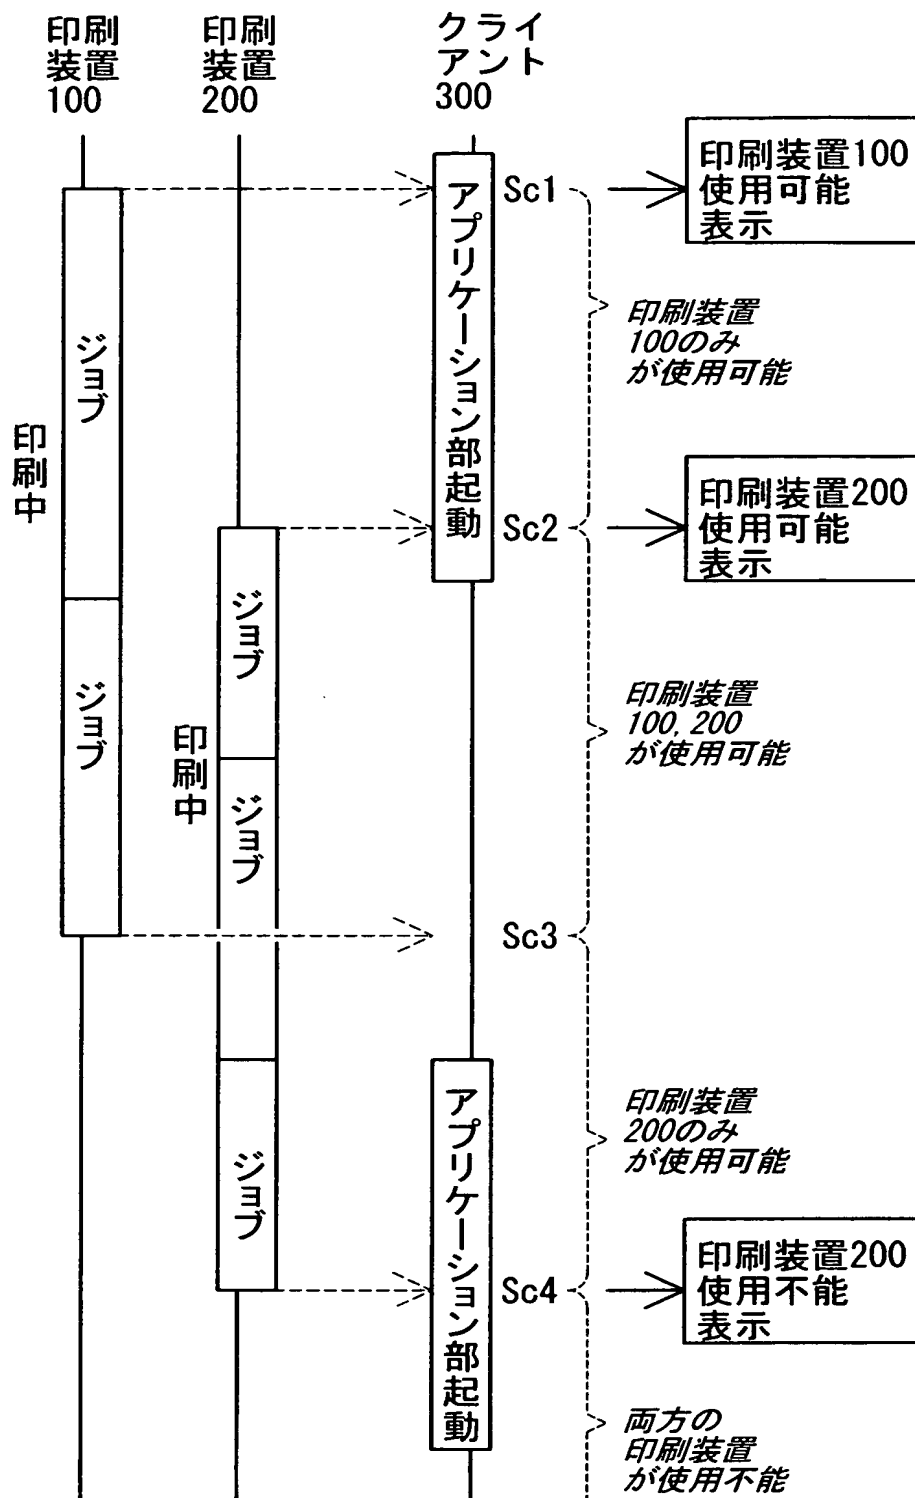 印刷
装置
100
印刷
装置
200
クライ
アント
300
アプリケーション部起動
Sc1
印刷装置100
使用可能
表示
印刷装置
100のみ
が使用可能
ジョブ
印刷中
Sc2
印刷装置200
使用可能
表示
ジョブ
ジョブ
印刷装置
100, 200
が使用可能
印刷中
ジョブ
Sc3
アプリケーション部起動
印刷装置
200のみ
が使用可能
ジョブ
Sc4
印刷装置200
使用不能
表示
両方の
印刷装置
が使用不能